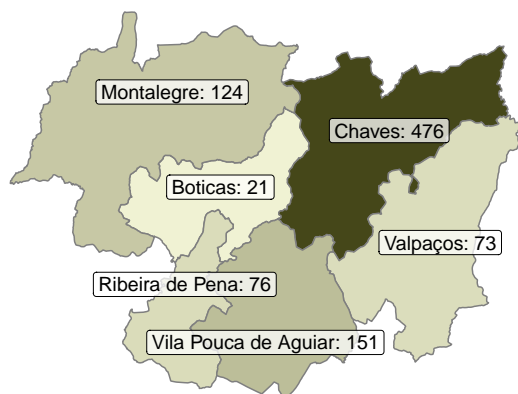 Montalegre: 124
Chaves: 476
Boticas: 21
Valpaços: 73
Ribeira de Pena: 76
Vila Pouca de Aguiar: 151